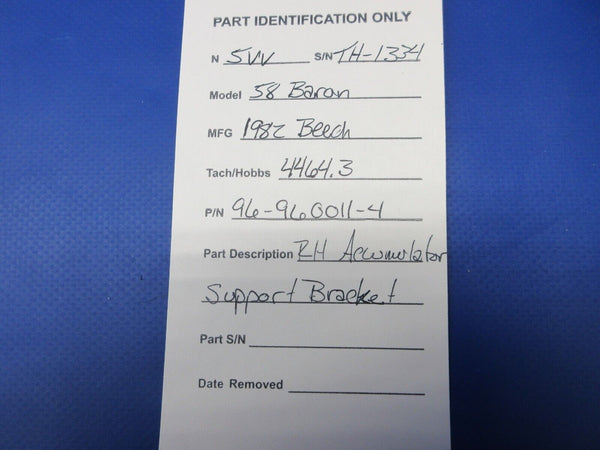 PART IDENTIFICATION ONLY
N 5VV S/N TH-1334
Model 58 Baron
MFG 1982 Beech
Tach/Hobbs 4464.3
P/N 96-960011-4
Part Description RH Accumulator
Support Bracket
Part S/N
Date Removed